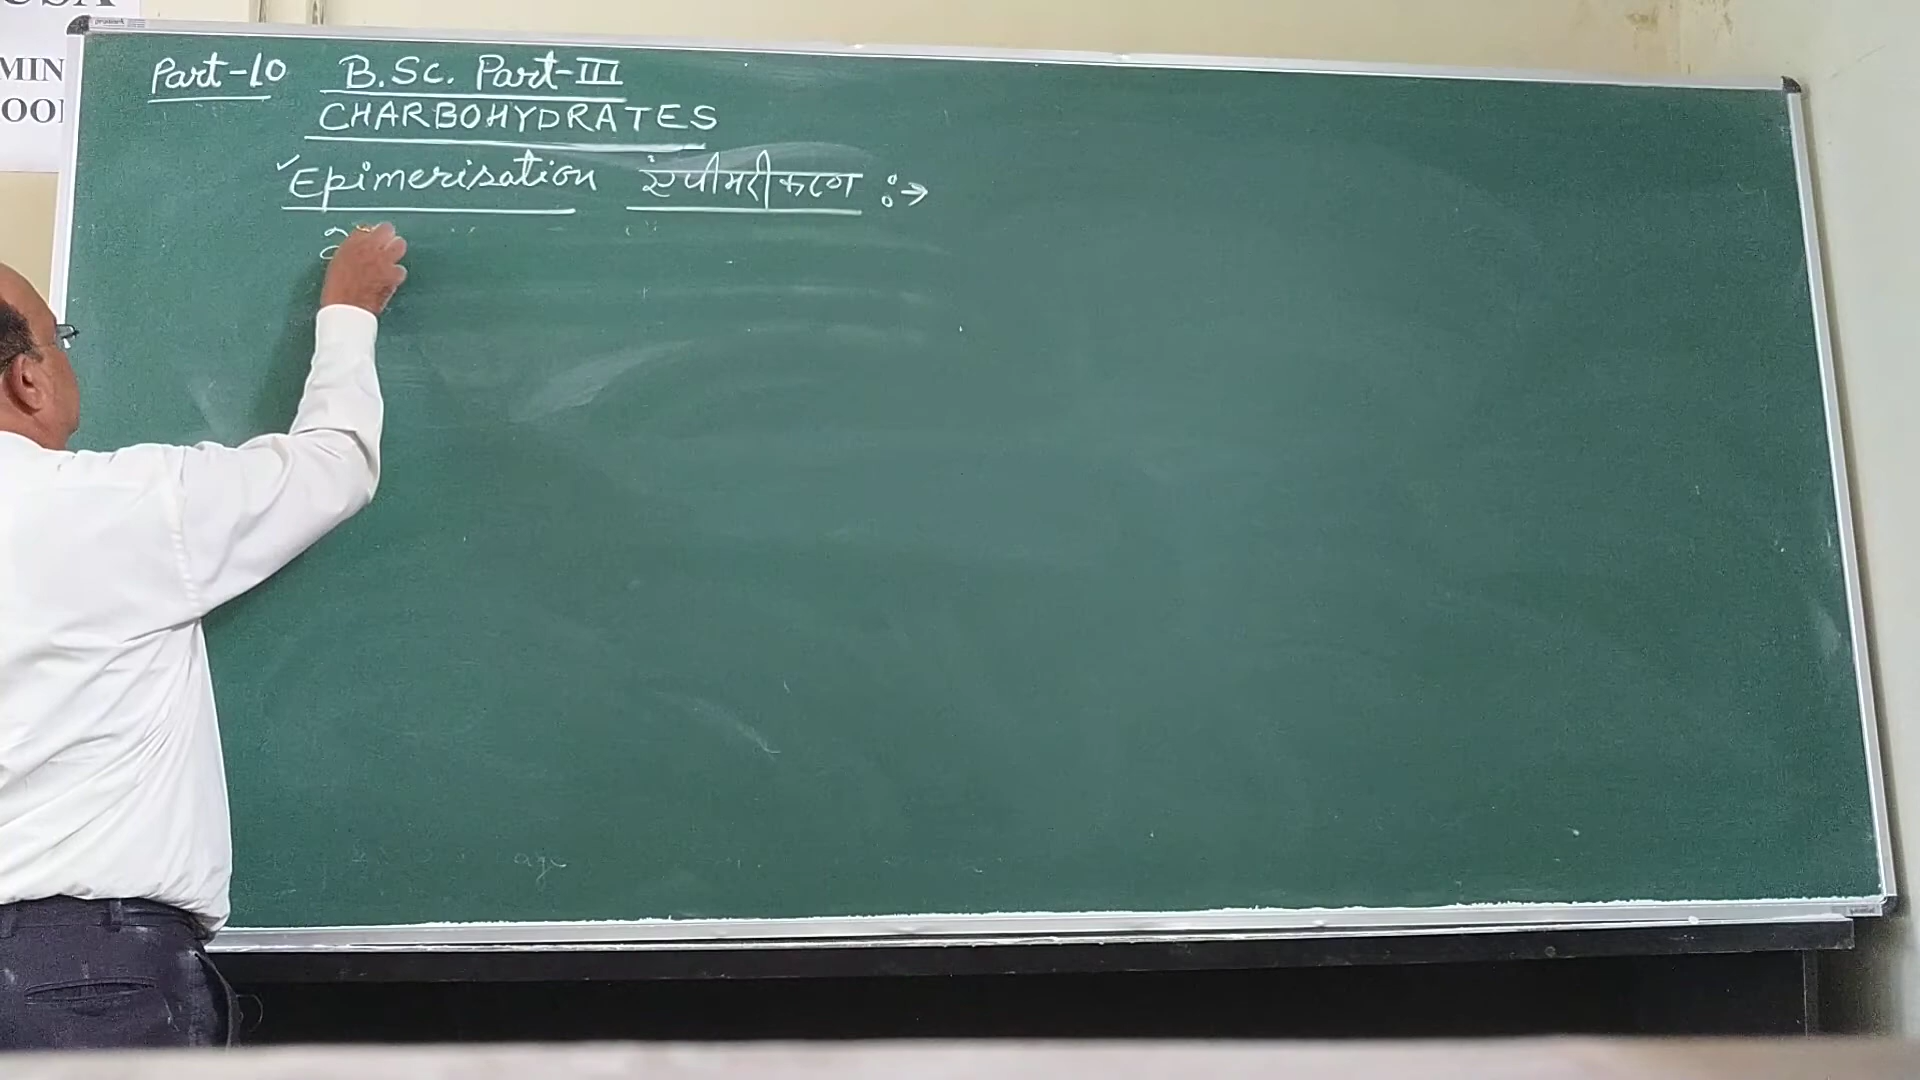 Part-10 B.Sc. Part-III
CHARBOHYDRATES
✓Epimerisation एपीमरीकरण :→